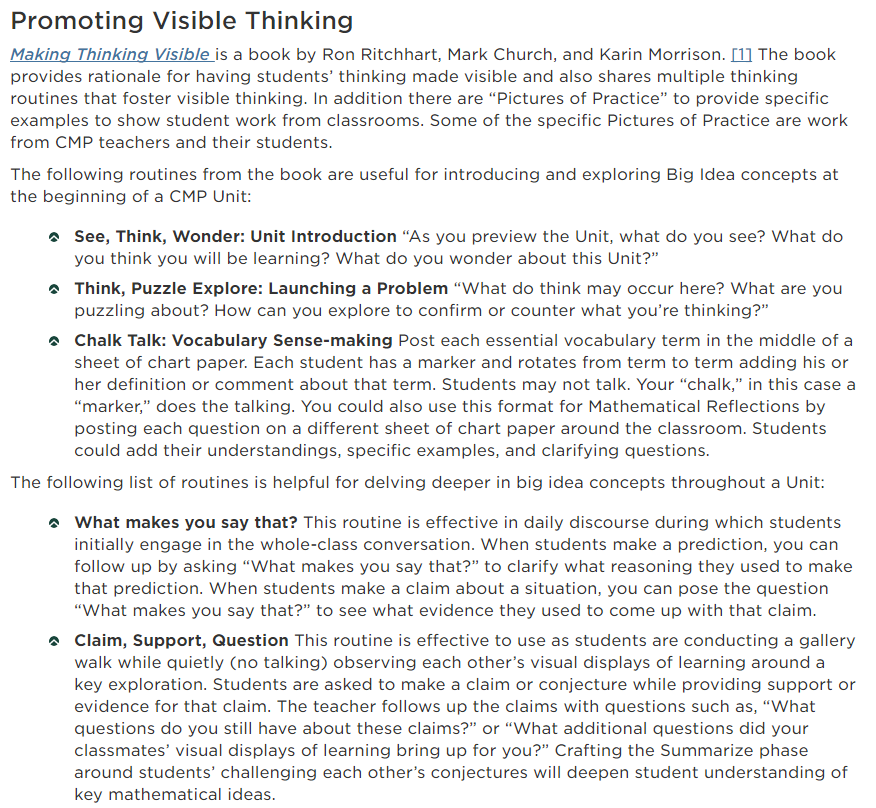 Promoting Visible Thinking
Making Thinking Visible is a book by Ron Ritchhart, Mark Church, and Karin Morrison. [1] The book
provides rationale for having students’ thinking made visible and also shares multiple thinking
routines that foster visible thinking. In addition there are “Pictures of Practice” to provide specific
examples to show student work from classrooms. Some of the specific Pictures of Practice are work
from CMP teachers and their students.
The following routines from the book are useful for introducing and exploring Big Idea concepts at
the beginning of a CMP Unit:
See, Think, Wonder: Unit Introduction “As you preview the Unit, what do you see? What do
you think you will be learning? What do you wonder about this Unit?”
Think, Puzzle Explore: Launching a Problem “What do think may occur here? What are you
puzzling about? How can you explore to confirm or counter what you’re thinking?”
Chalk Talk: Vocabulary Sense-making Post each essential vocabulary term in the middle of a
sheet of chart paper. Each student has a marker and rotates from term to term adding his or
her definition or comment about that term. Students may not talk. Your “chalk,” in this case a
“marker,” does the talking. You could also use this format for Mathematical Reflections by
posting each question on a different sheet of chart paper around the classroom. Students
could add their understandings, specific examples, and clarifying questions.
The following list of routines is helpful for delving deeper in big idea concepts throughout a Unit:
What makes you say that? This routine is effective in daily discourse during which students
initially engage in the whole-class conversation. When students make a prediction, you can
follow up by asking “What makes you say that?” to clarify what reasoning they used to make
that prediction. When students make a claim about a situation, you can pose the question
“What makes you say that?” to see what evidence they used to come up with that claim.
Claim, Support, Question This routine is effective to use as students are conducting a gallery
walk while quietly (no talking) observing each other’s visual displays of learning around a
key exploration. Students are asked to make a claim or conjecture while providing support or
evidence for that claim. The teacher follows up the claims with questions such as, “What
questions do you still have about these claims?” or “What additional questions did your
classmates’ visual displays of learning bring up for you?” Crafting the Summarize phase
around students’ challenging each other’s conjectures will deepen student understanding of
key mathematical ideas.